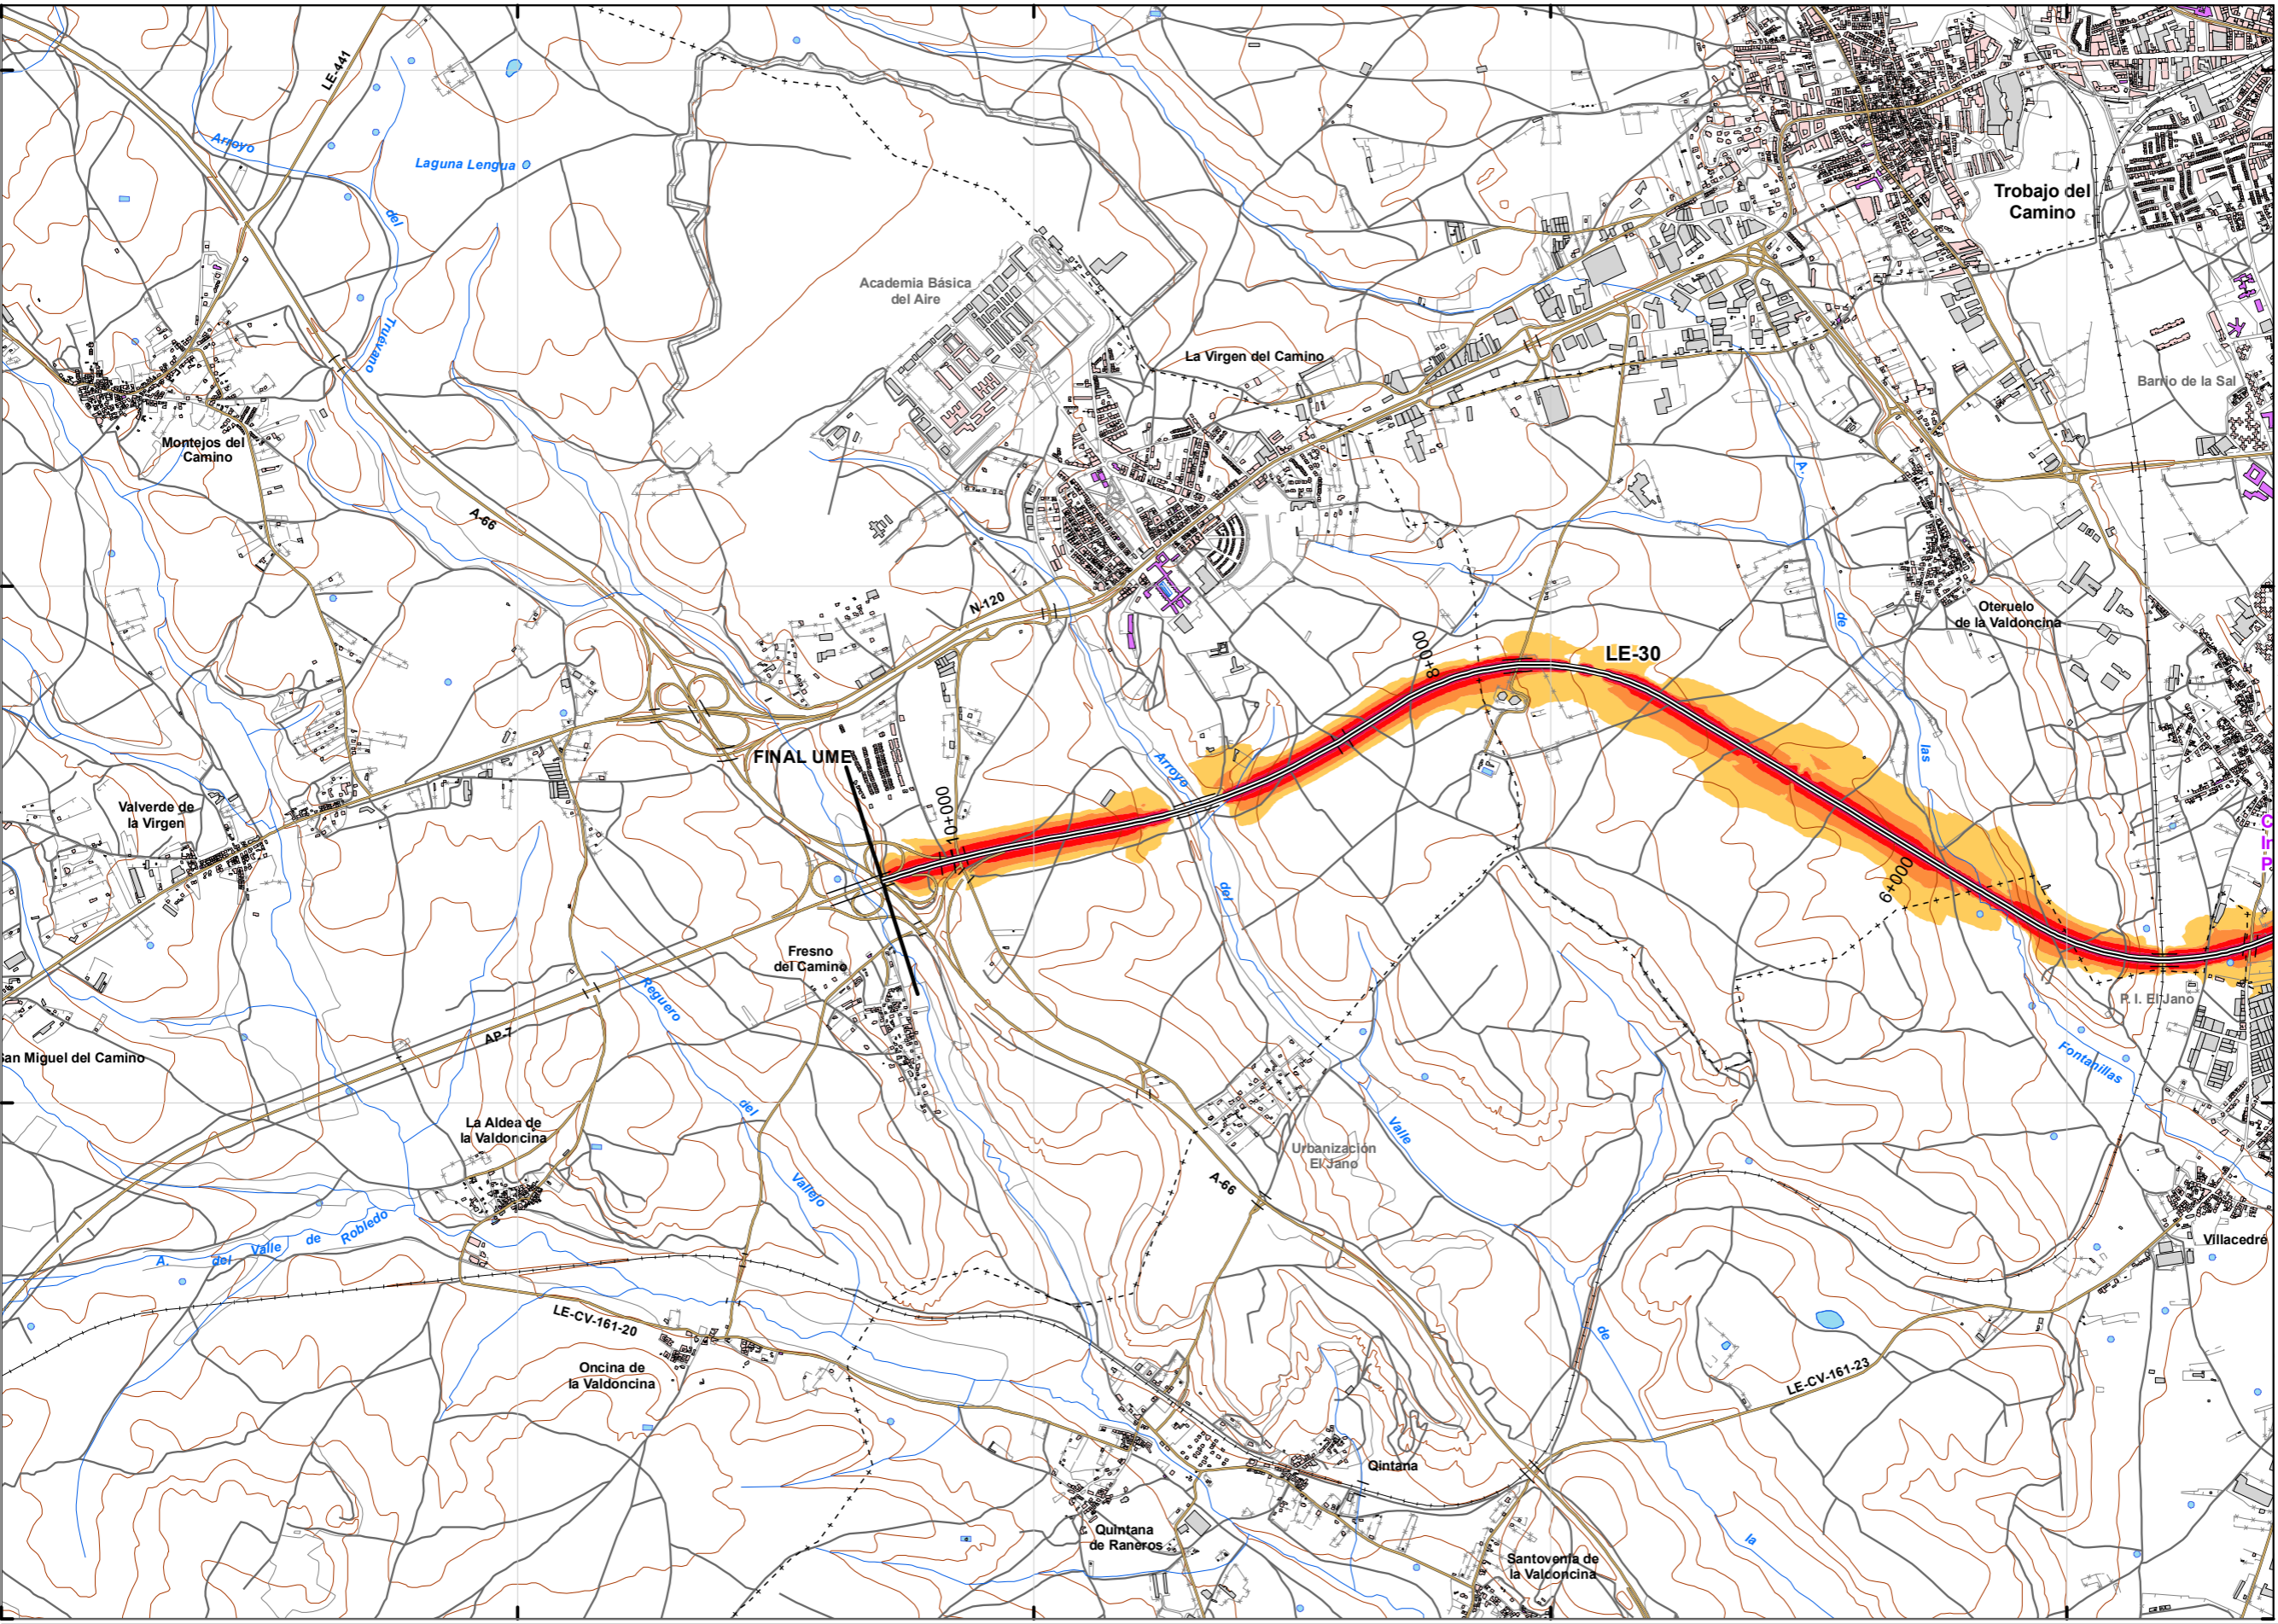 LE-441
Arroyo
Laguna Lengua
del
Truévano
Trobajo del
Camino
Academia Básica
del Aire
La Virgen del Camino
Barrio de la Sal
Montejos del
Camino
A-66
A.
de
las
N-120
Oteruelo
de la Valdoncina
8+000
LE-30
FINAL UME
Arroyo
Valverde de
la Virgen
10+000
C
P
6+000
del
Fresno
del Camino
Reguero
P. I. El Jano
AP-7
San Miguel del Camino
Fontanillas
La Aldea de
la Valdoncina
del
Valle
Urbanización
El Jano
Vallejo
A-66
A. del Valle de Robledo
Villacedré
LE-CV-161-20
de
Oncina de
la Valdoncina
LE-CV-161-23
Qintana
Quintana
de Raneros
la
Santovenia de
la Valdoncina